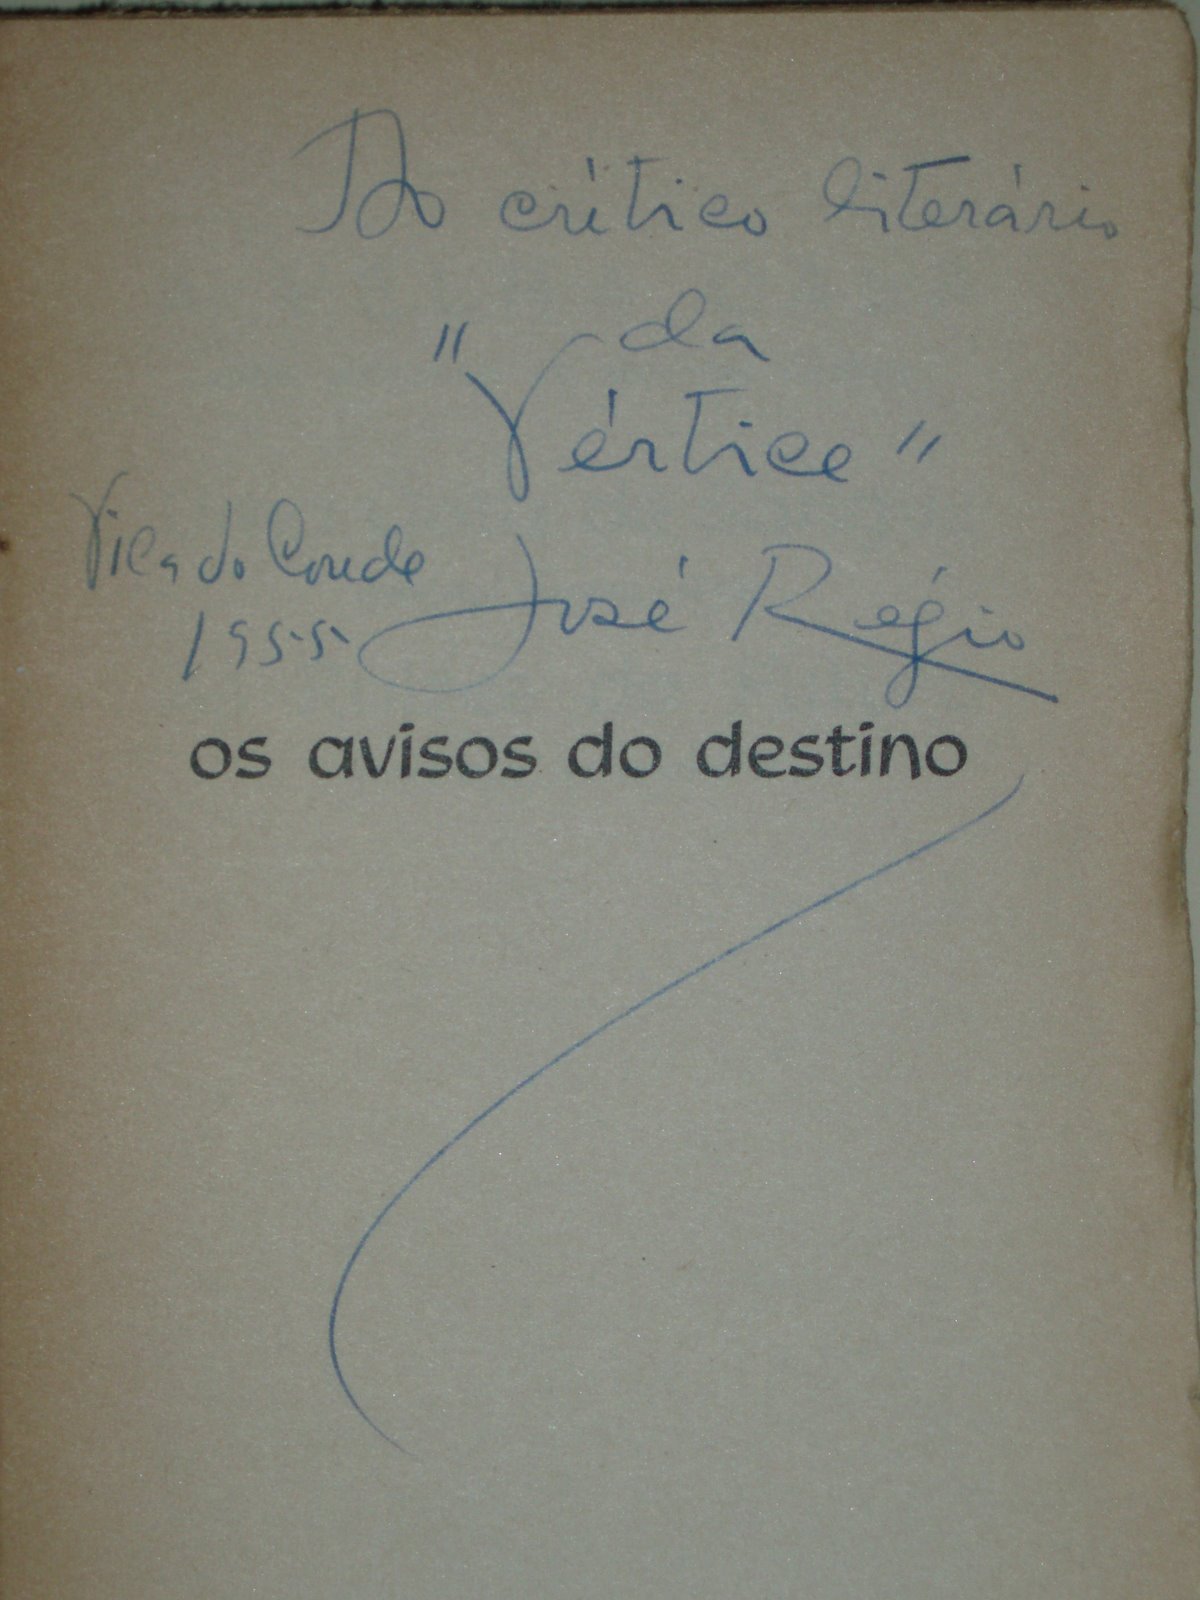 Ao crítico literário
da
"Vértice"
Vila do Conde
1955
José Régio
os avisos do destino